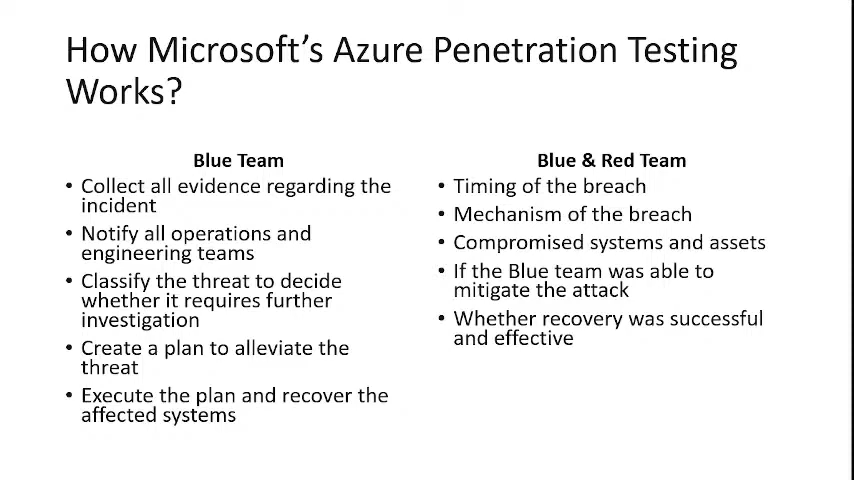 How Microsoft's Azure Penetration Testing
Works?
Blue Team
• Collect all evidence regarding the
incident
• Notify all operations and
engineering teams
• Classify the threat to decide
whether it requires further
investigation
• Create a plan to alleviate the
threat
• Execute the plan and recover the
affected systems
Blue & Red Team
• Timing of the breach
• Mechanism of the breach
• Compromised systems and assets
• If the Blue team was able to
mitigate the attack
• Whether recovery was successful
and effective